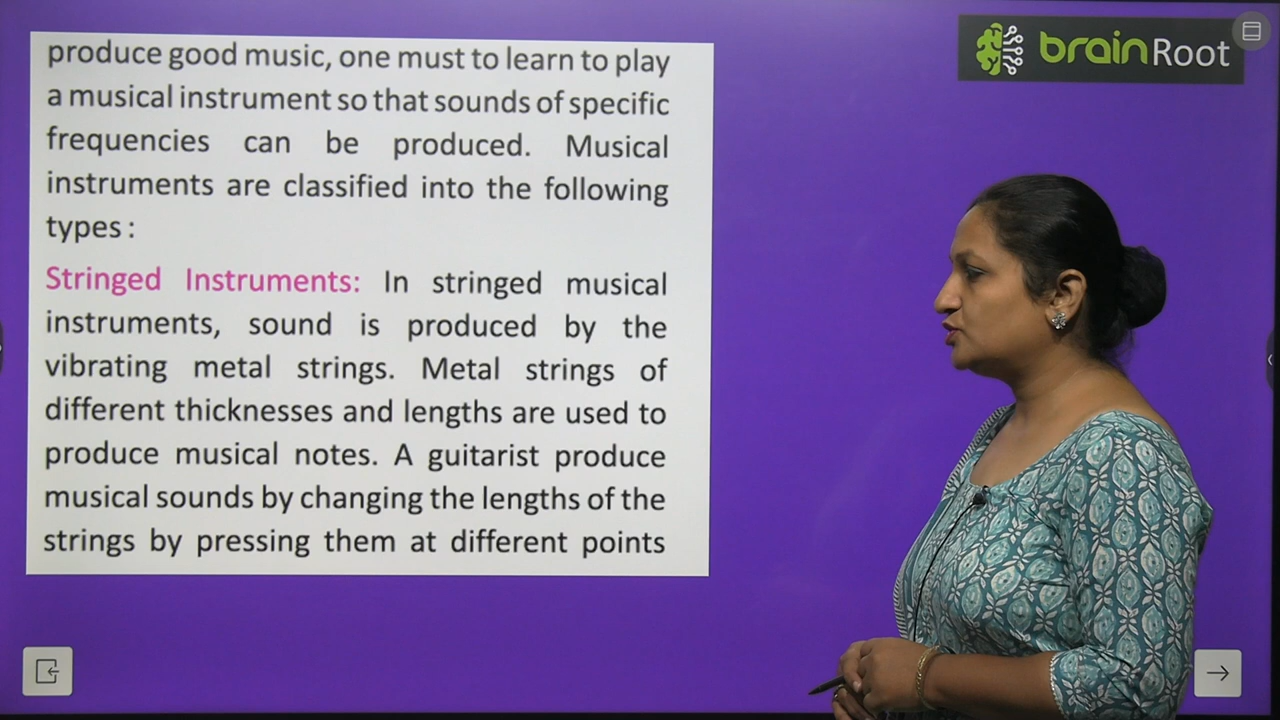 brainRoot
produce good music, one must to learn to play
a musical instrument so that sounds of specific
frequencies can be produced. Musical
instruments are classified into the following
types :
Stringed Instruments: In stringed musical
instruments, sound is produced by the
vibrating metal strings. Metal strings of
different thicknesses and lengths are used to
produce musical notes. A guitarist produce
musical sounds by changing the lengths of the
strings by pressing them at different points